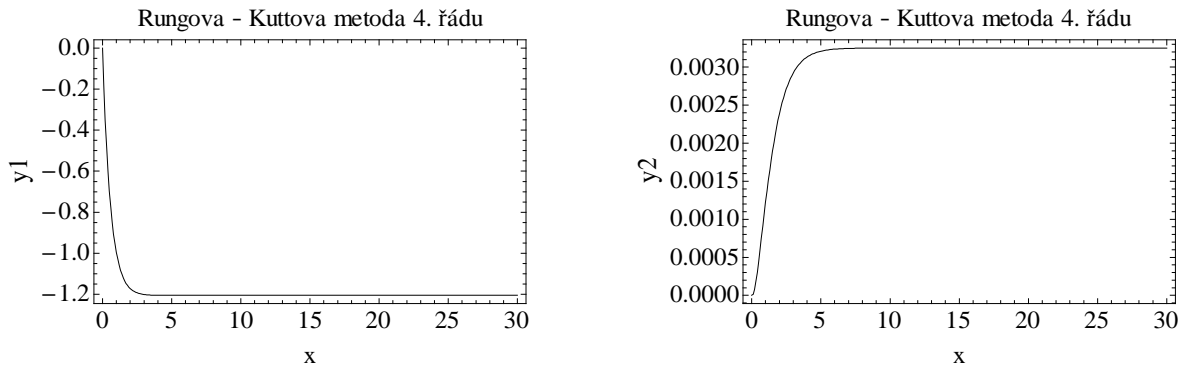 Rungova - Kuttova metoda 4. řádu
0.0
−0.2
−0.4
−0.6
−0.8
−1.0
−1.2
y1
0 5 10 15 20 25 30
x
Rungova - Kuttova metoda 4. řádu
0.0030
0.0025
0.0020
0.0015
0.0010
0.0005
0.0000
y2
0 5 10 15 20 25 30
x